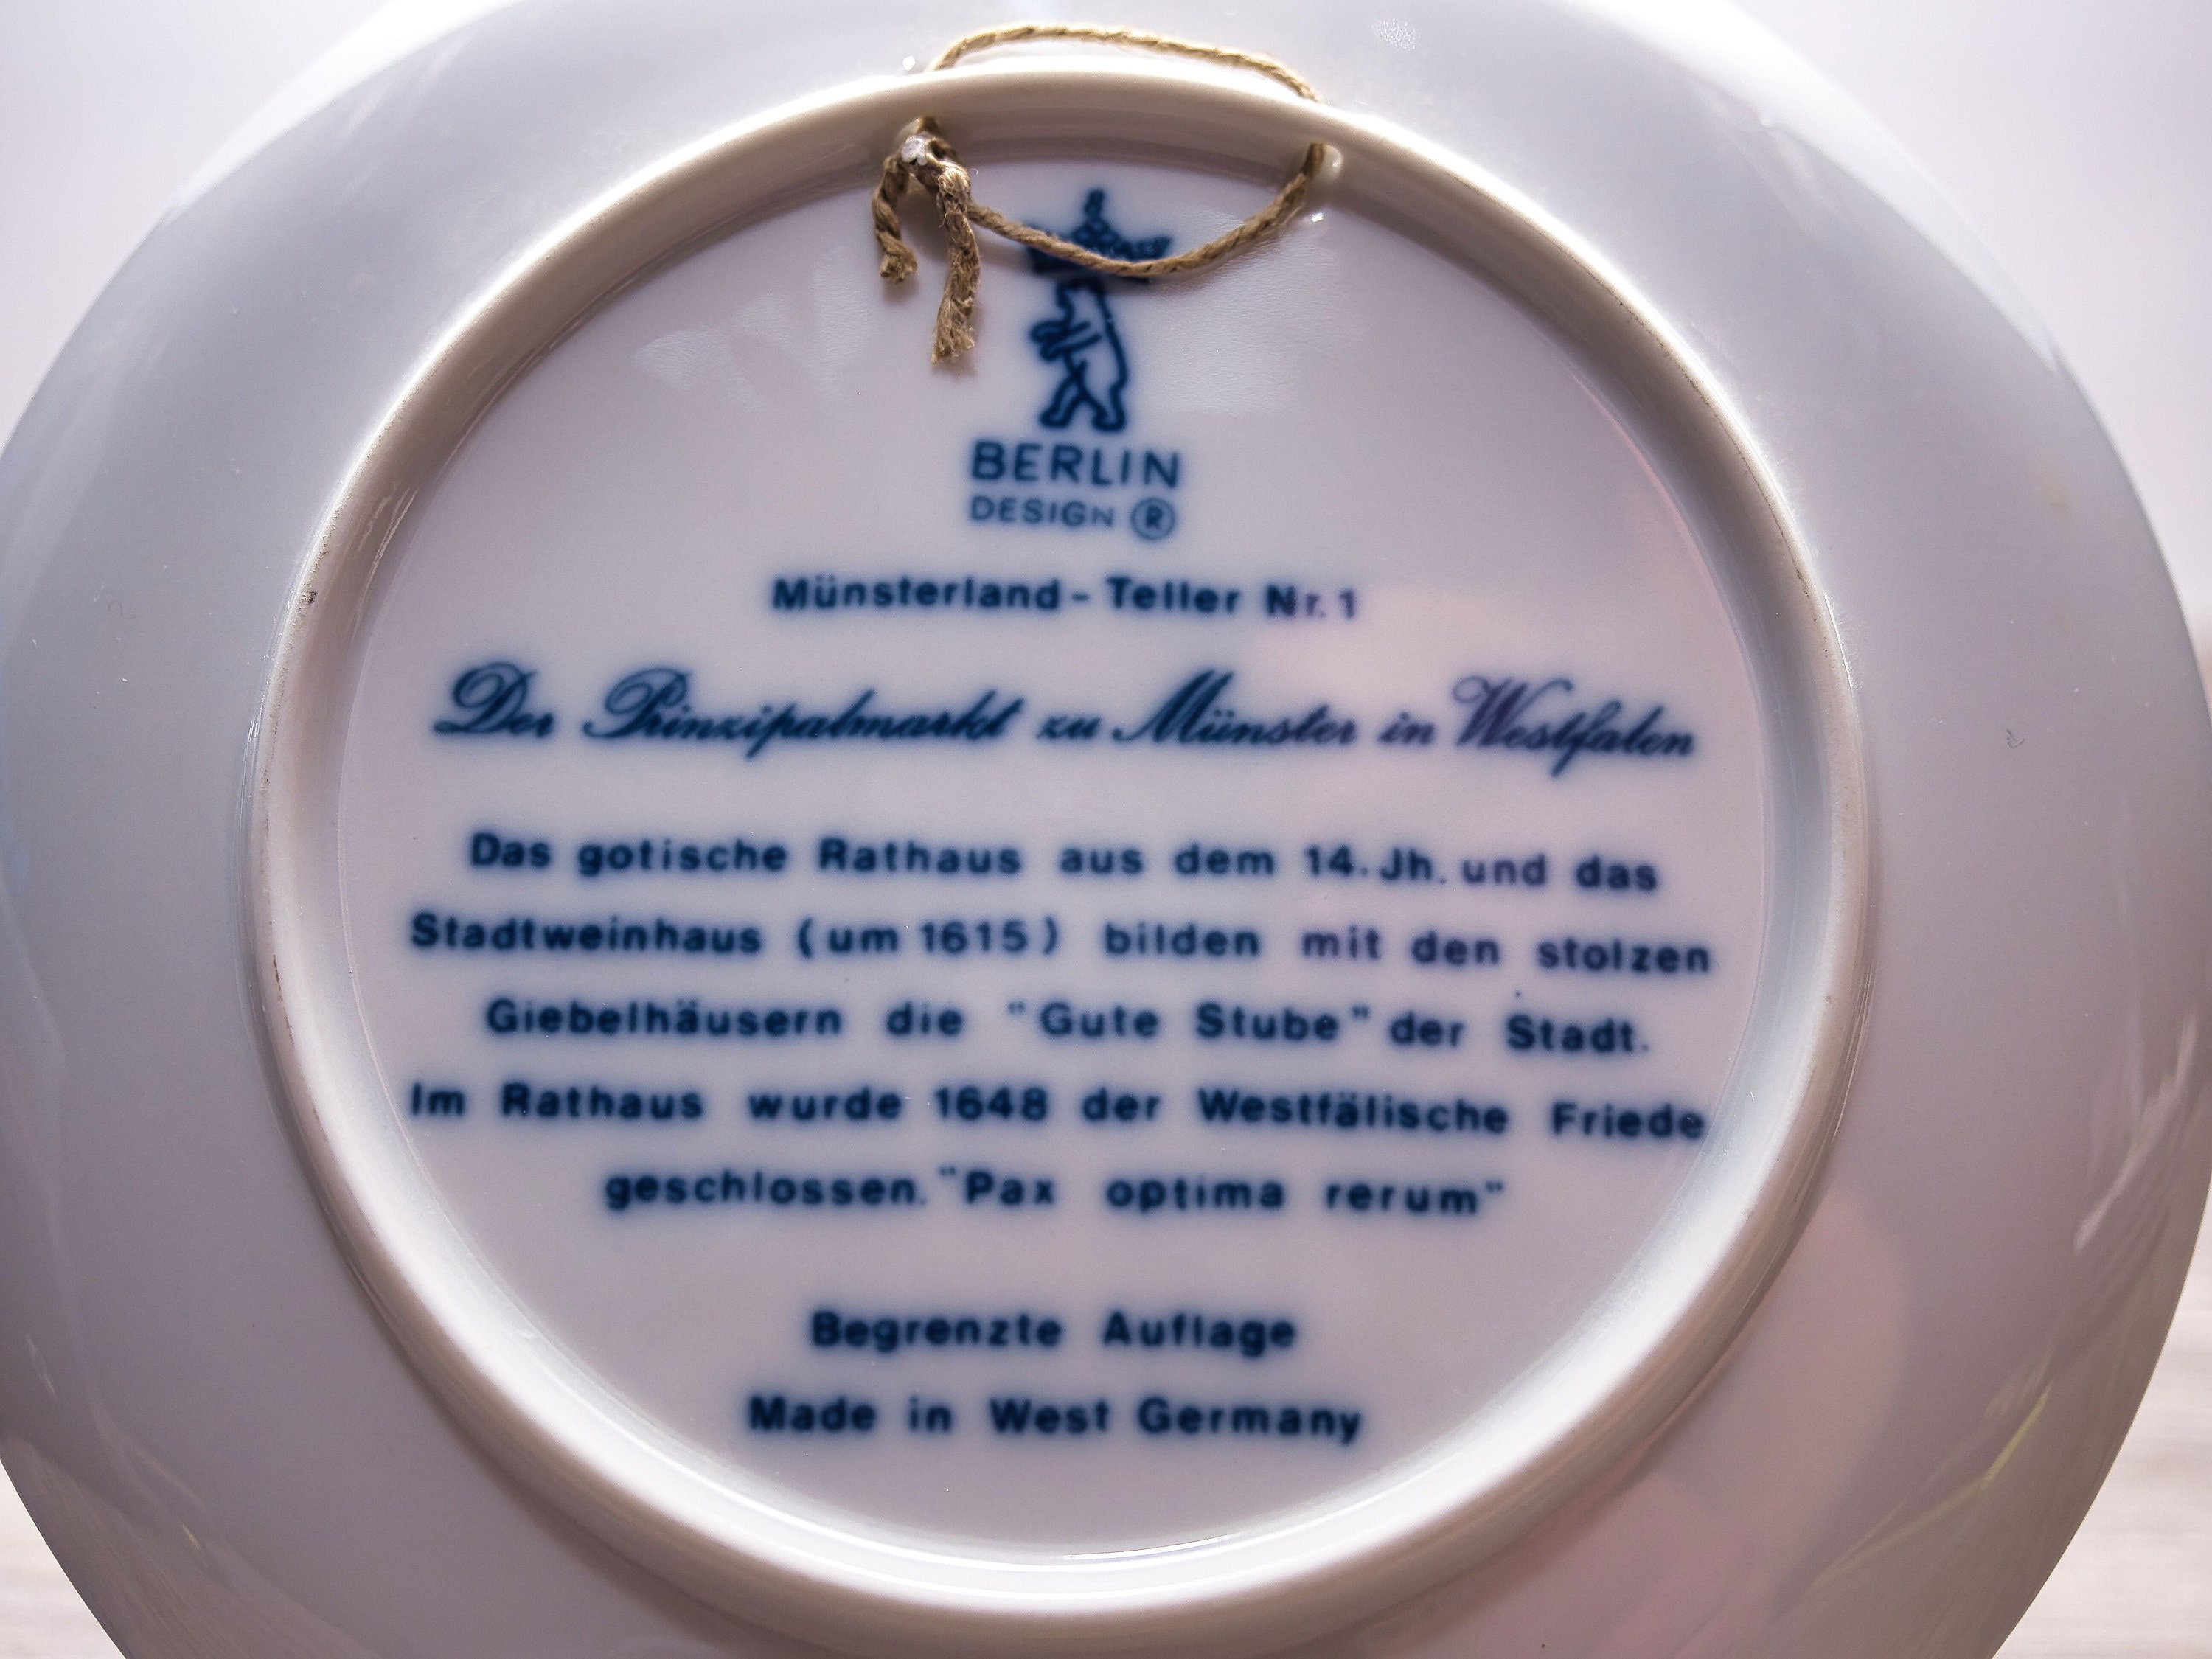 BERLIN
DESIGN ®
Münsterland - Teller Nr. 1
Der Prinzipalmarkt zu Münster in Westfalen
Das gotische Rathaus aus dem 14. Jh. und das
Stadtweinhaus (um 1615) bilden mit den stolzen
Giebelhäusern die "Gute Stube" der Stadt.
Im Rathaus wurde 1648 der Westfälische Friede
geschlossen. "Pax optima rerum"
Begrenzte Auflage
Made in West Germany